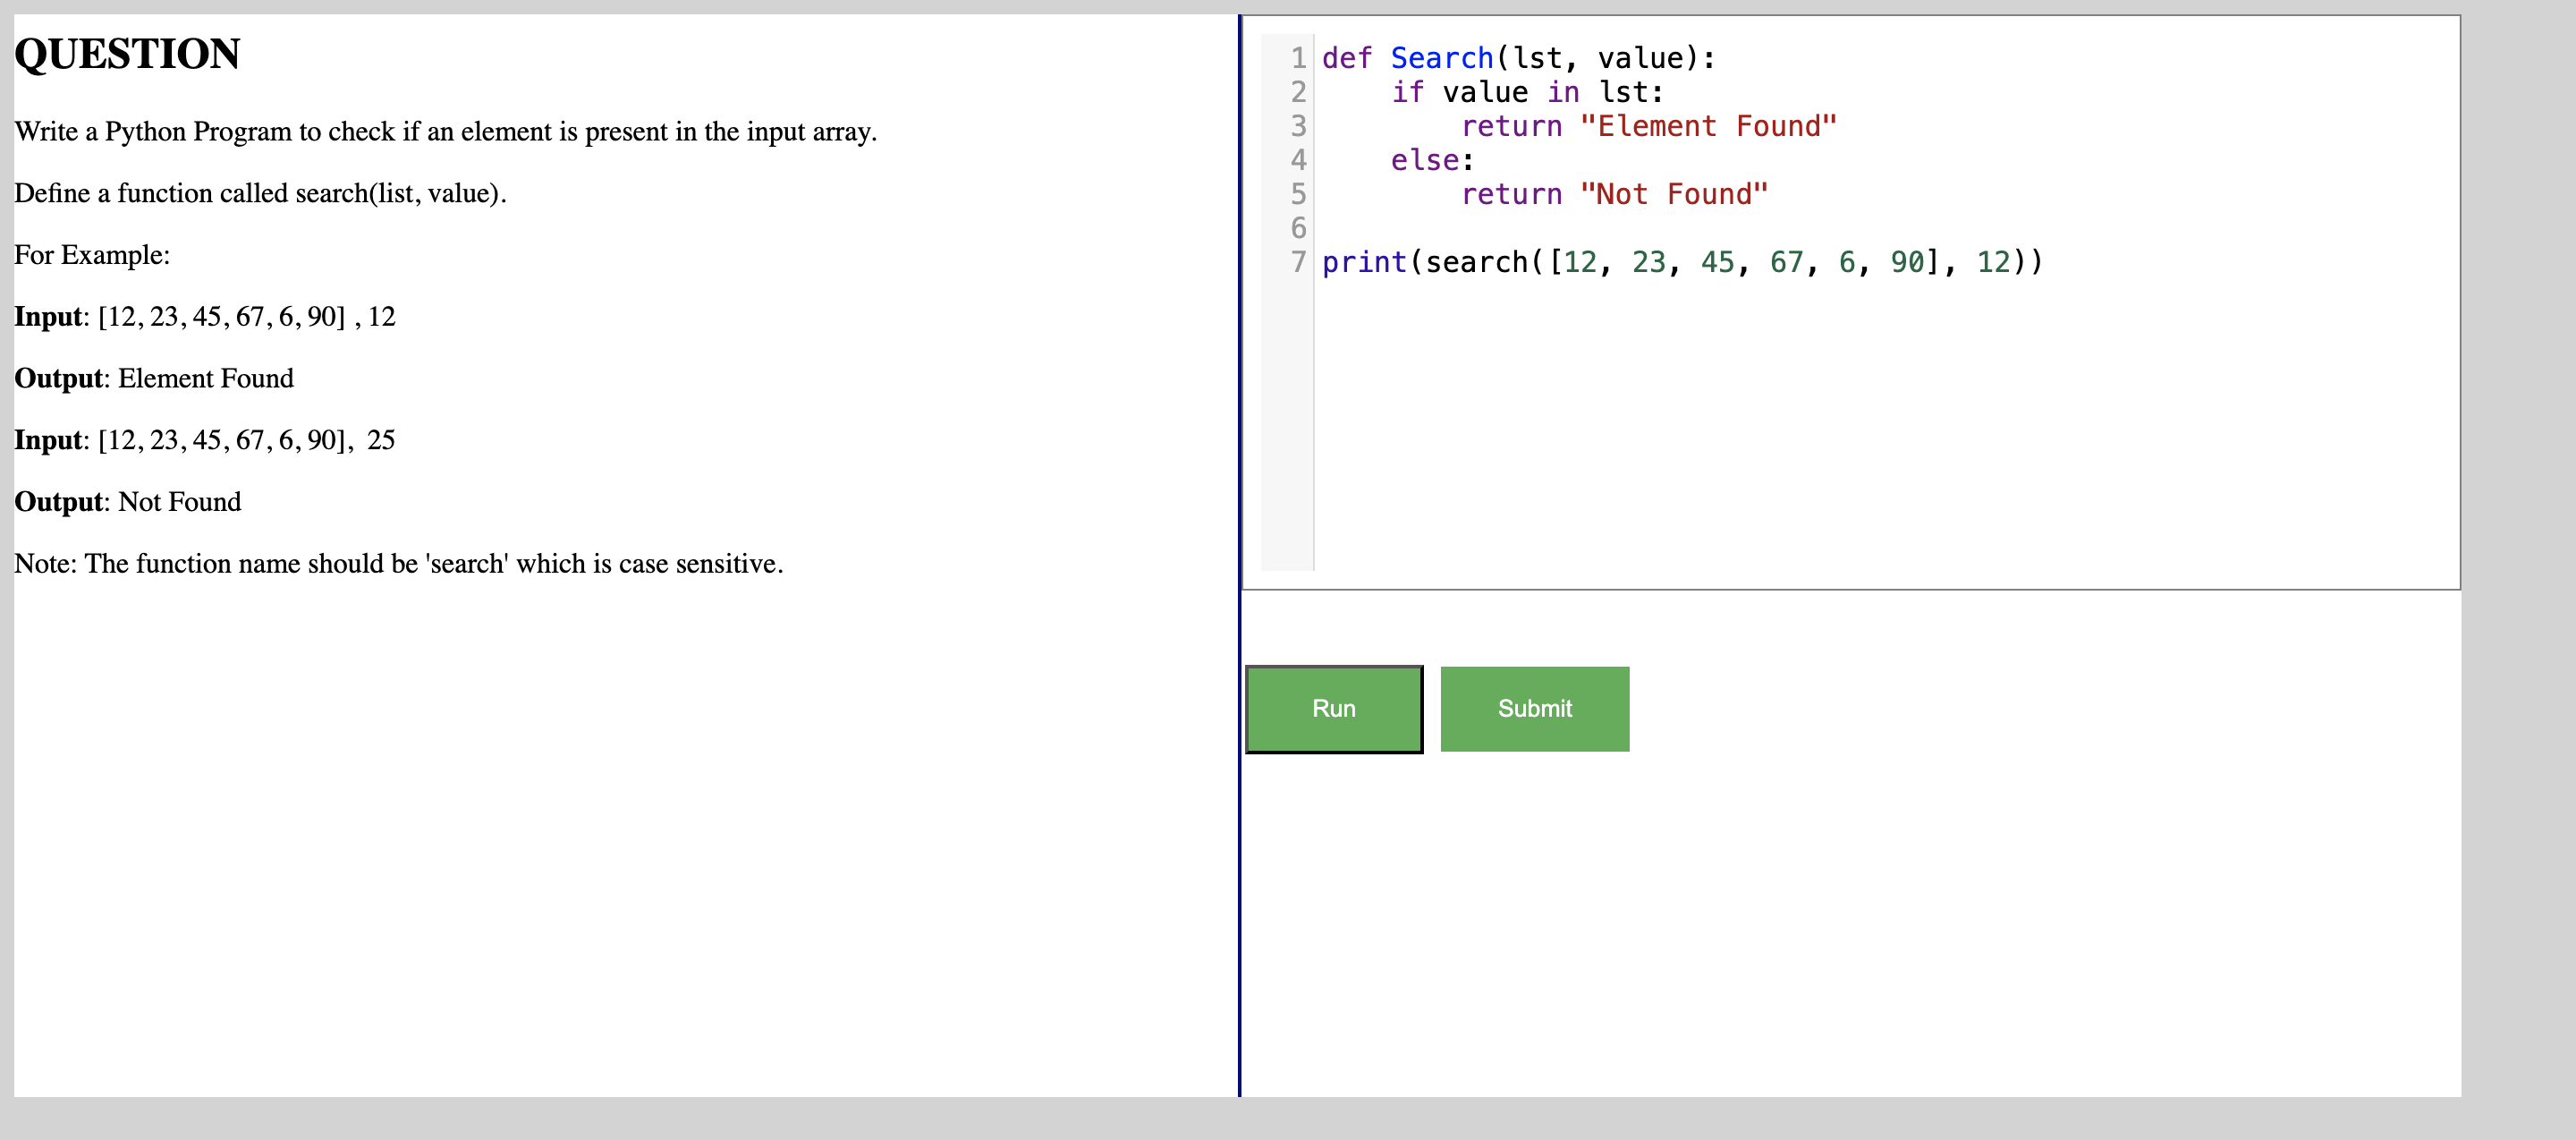 QUESTION
Write a Python Program to check if an element is present in the input array.
Define a function called search(list, value).
For Example:
Input: [12, 23, 45, 67, 6, 90] , 12
Output: Element Found
Input: [12, 23, 45, 67, 6, 90],  25
Output: Not Found
Note: The function name should be 'search' which is case sensitive.
1 def Search(lst, value):
2     if value in lst:
3         return "Element Found"
4     else:
5         return "Not Found"
6
7 print(search([12, 23, 45, 67, 6, 90], 12))
Run Submit